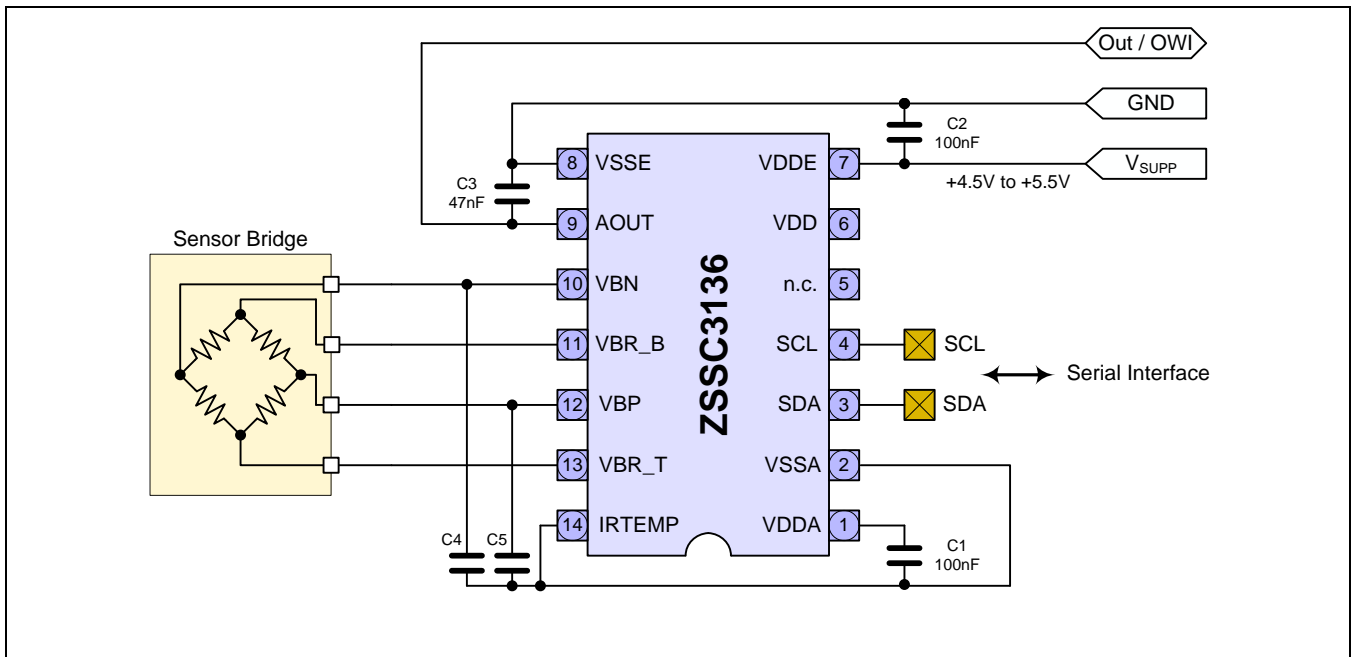 Out / OWI
GND
C2
100nF
8 VSSE
VDDE 7
V_SUPP
+4.5V to +5.5V
C3
47nF
9 AOUT
VDD 6
Sensor Bridge
10 VBN
n.c. 5
ZSSC3136
11 VBR_B
SCL 4
SCL
Serial Interface
12 VBP
SDA 3
SDA
13 VBR_T
VSSA 2
14 IRTEMP
VDDA 1
C4
C5
C1
100nF